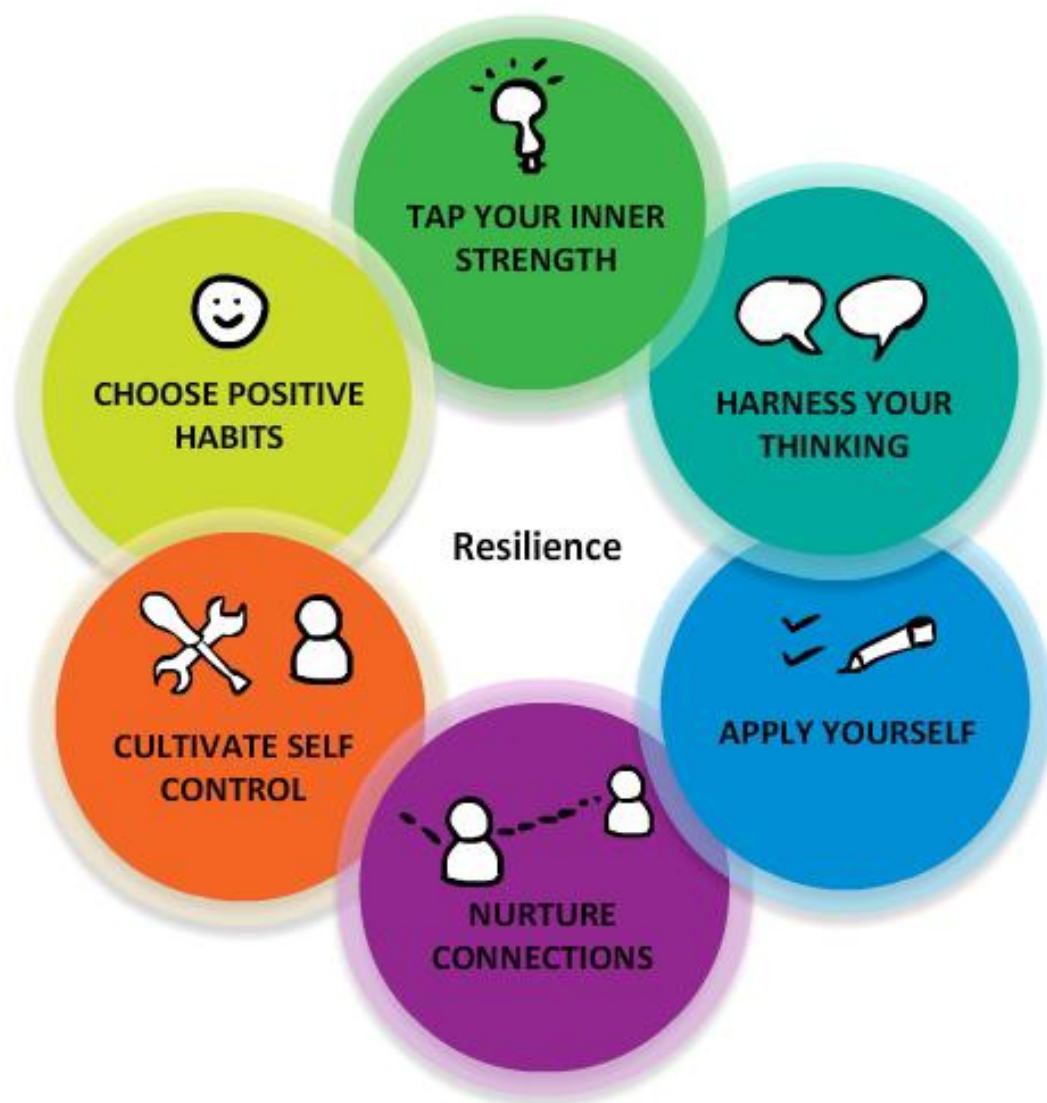 TAP YOUR INNER
STRENGTH
HARNESS YOUR
THINKING
APPLY YOURSELF
NURTURE
CONNECTIONS
CULTIVATE SELF
CONTROL
CHOOSE POSITIVE
HABITS
Resilience